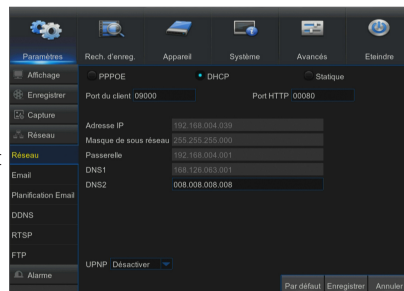 Paramètres Rech. d'enreg. Appareil Système Avancés Eteindre
Affichage
PPPOE DHCP Statique
Enregistrer
Port du client 09000 Port HTTP 00080
Capture
Adresse IP 192.168.004.039
Réseau
Masque de sous réseau 255.255.255.000
Réseau
Passerelle 192.168.004.001
DNS1 168.126.063.001
Email
DNS2 008.008.008.008
Planification Email
DDNS
RTSP
FTP
UPNP Désactiver
Alarme
Par défaut Enregistrer Annuler